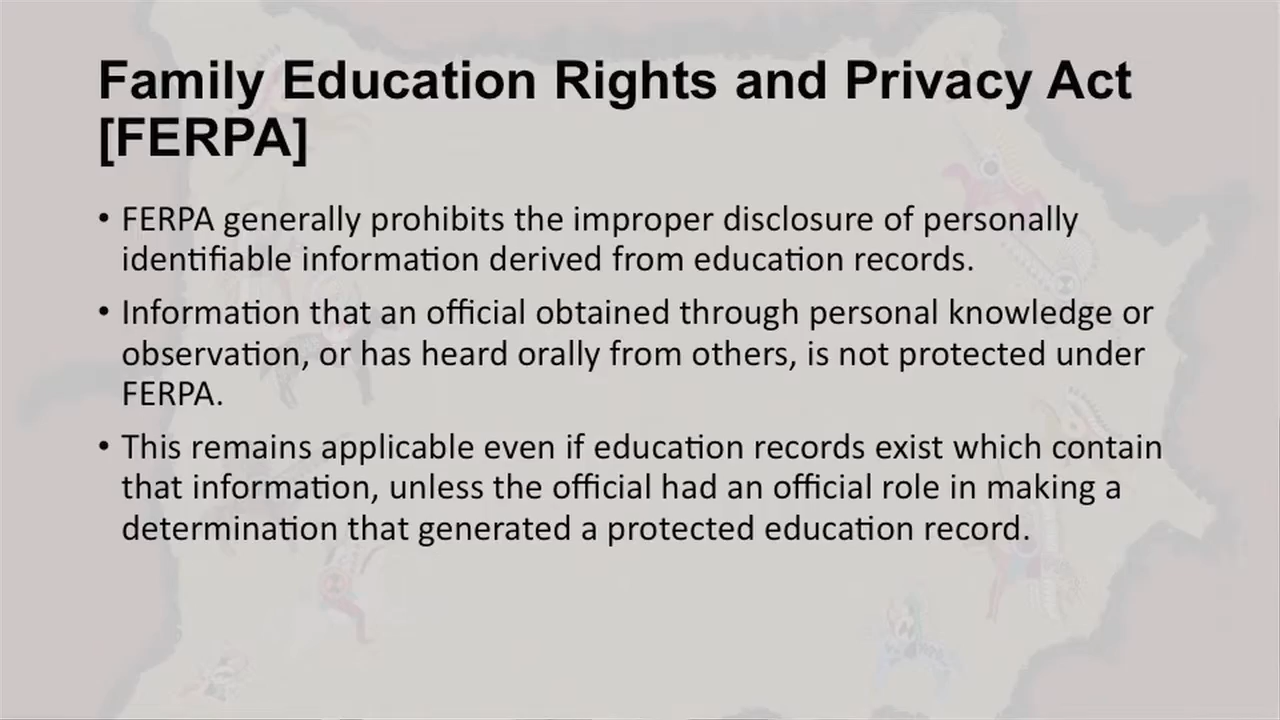 Family Education Rights and Privacy Act
[FERPA]
• FERPA generally prohibits the improper disclosure of personally
identifiable information derived from education records.
• Information that an official obtained through personal knowledge or
observation, or has heard orally from others, is not protected under
FERPA.
• This remains applicable even if education records exist which contain
that information, unless the official had an official role in making a
determination that generated a protected education record.